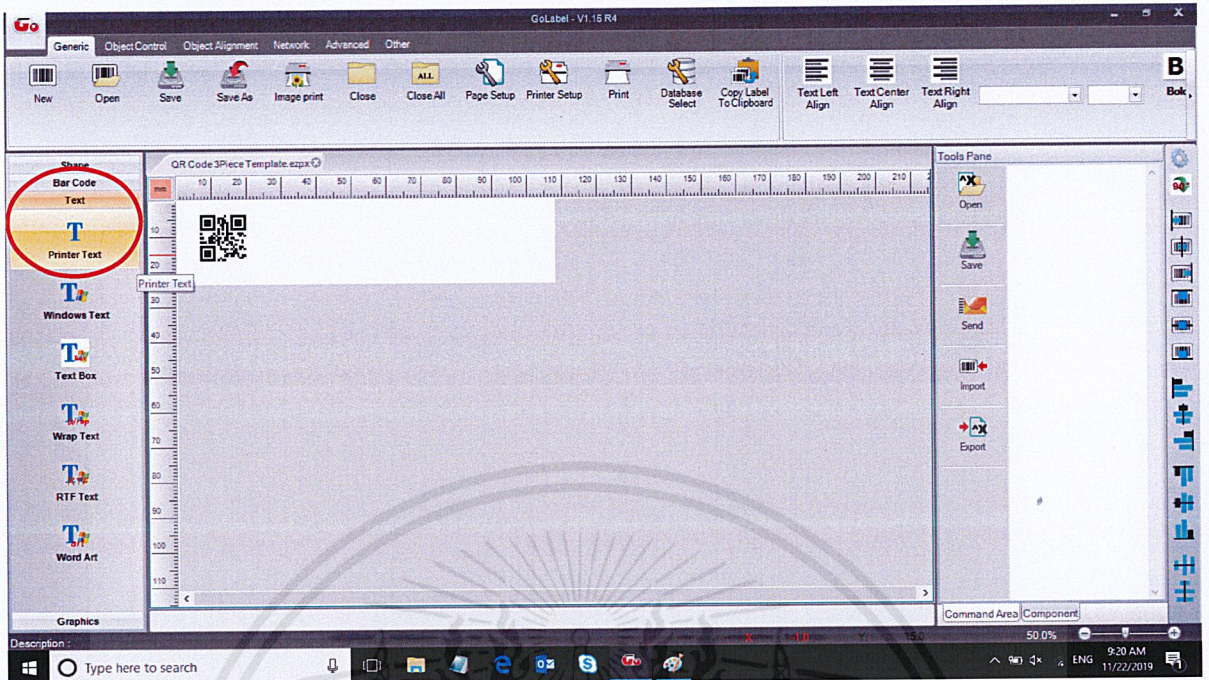 GoLabel - V1.15 R4
Go
Generic Object Control Object Alignment Network Advanced Other
ALL
New Open Save Save As Image print Close Close All Page Setup Printer Setup Print Database Select Copy Label To Clipboard Text Left Align Text Center Align Text Right Align
B
Bolc
Shape
Bar Code
Text
T
Printer Text
Printer Text
Windows Text
Text Box
Wrap Text
RTF Text
Word Art
Graphics
QR Code 3Piece Template.ezpx
mm
10 20 30 40 50 60 70 80 90 100 110 120 130 140 150 160 170 180 190 200 210
10
20
30
40
50
60
70
80
90
100
110
Tools Pane
Open
Save
Send
Import
Export
90°
Command Area Component
Description :
X 1.0 Y 15.0
50.0%
Type here to search
ENG
9:20 AM
11/22/2019